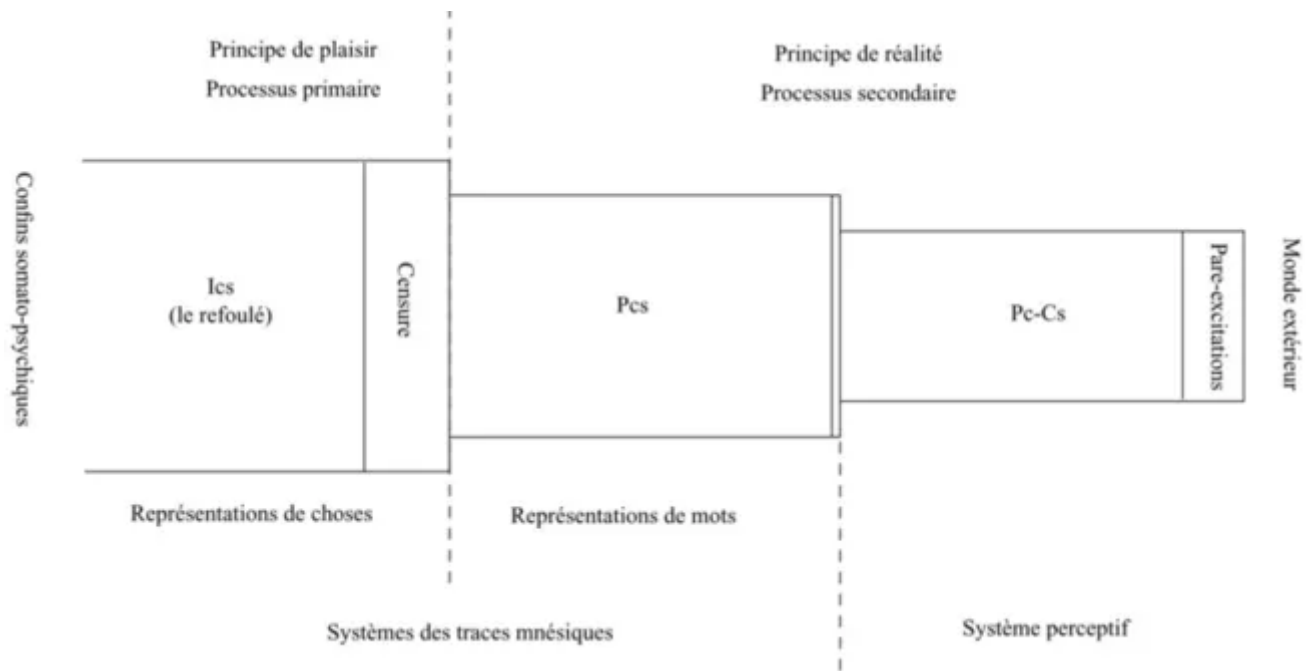 Principe de plaisir
Processus primaire
Principe de réalité
Processus secondaire
Confins somato-psychiques
Ics
(le refoulé)
Censure
Pcs
Pc-Cs
Pare-excitations
Monde extérieur
Représentations de choses
Représentations de mots
Systèmes des traces mnésiques
Système perceptif